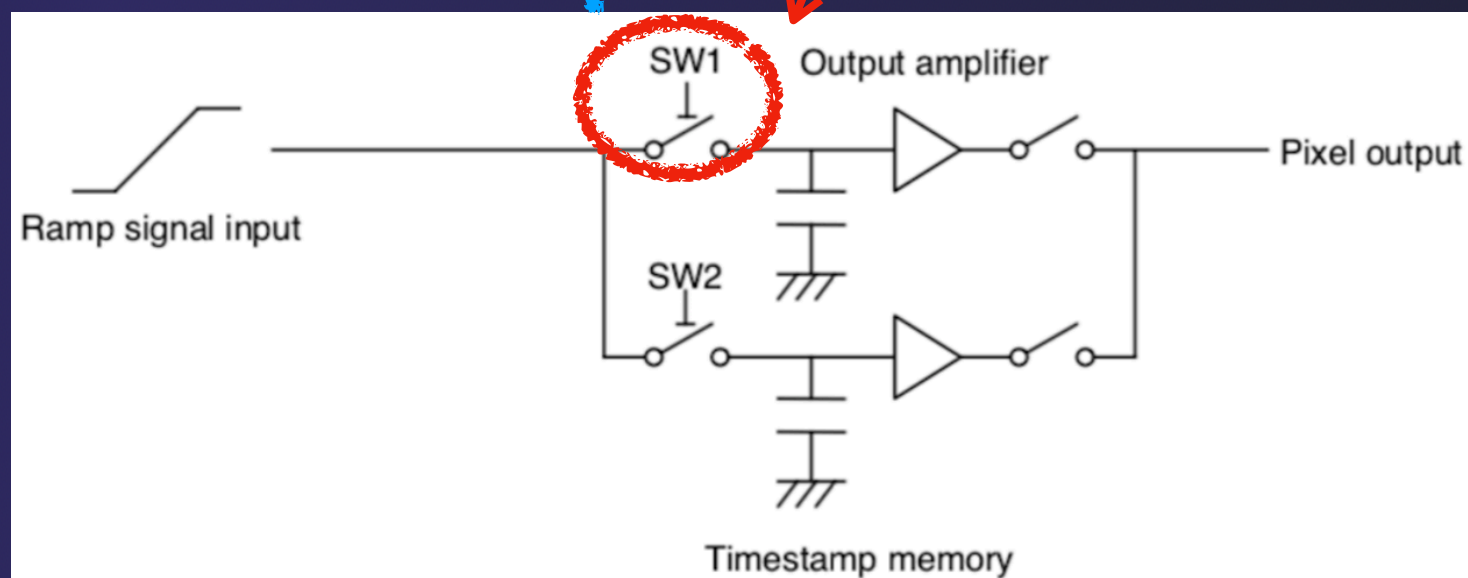 SW1
Output amplifier
Pixel output
Ramp signal input
SW2
Timestamp memory